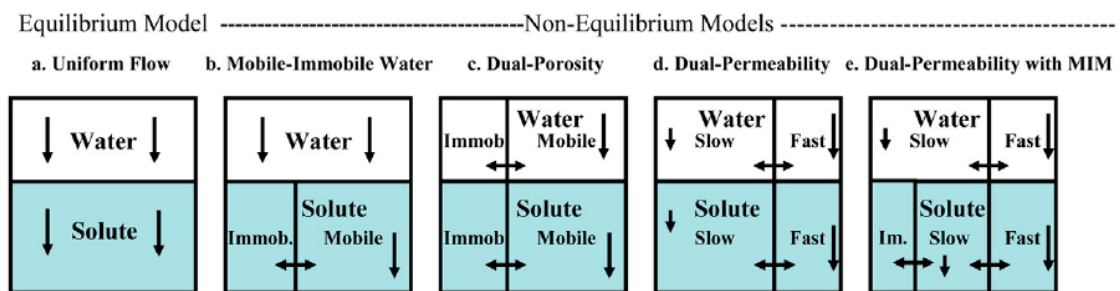 Equilibrium Model -----------------------------Non-Equilibrium Models---------------------------------
a. Uniform Flow b. Mobile-Immobile Water c. Dual-Porosity d. Dual-Permeability e. Dual-Permeability with MIM
Water Water Water Water Water
Immob. Mobile Slow Fast Slow Fast
Solute Solute Solute Solute Solute
Immob. Mobile Immob Mobile Slow Fast Im. Slow Fast